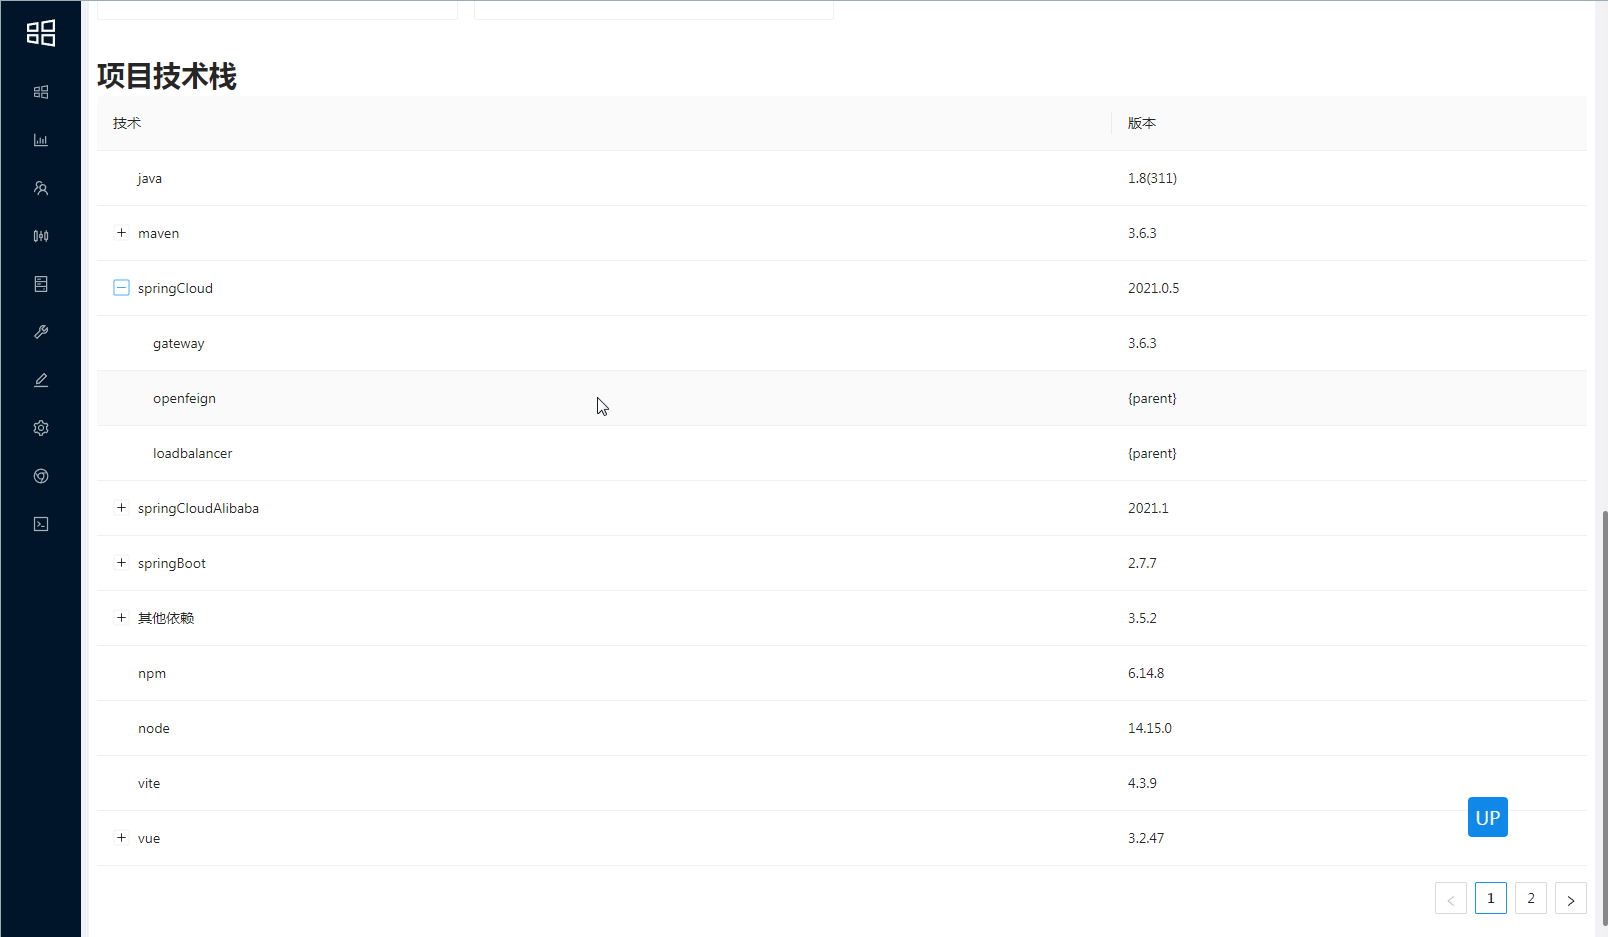 项目技术栈
技术 版本
java 1.8(311)
maven 3.6.3
springCloud 2021.0.5
gateway 3.6.3
openfeign {parent}
loadbalancer {parent}
springCloudAlibaba 2021.1
springBoot 2.7.7
其他依赖 3.5.2
npm 6.14.8
node 14.15.0
vite 4.3.9
UP
vue 3.2.47
1 2